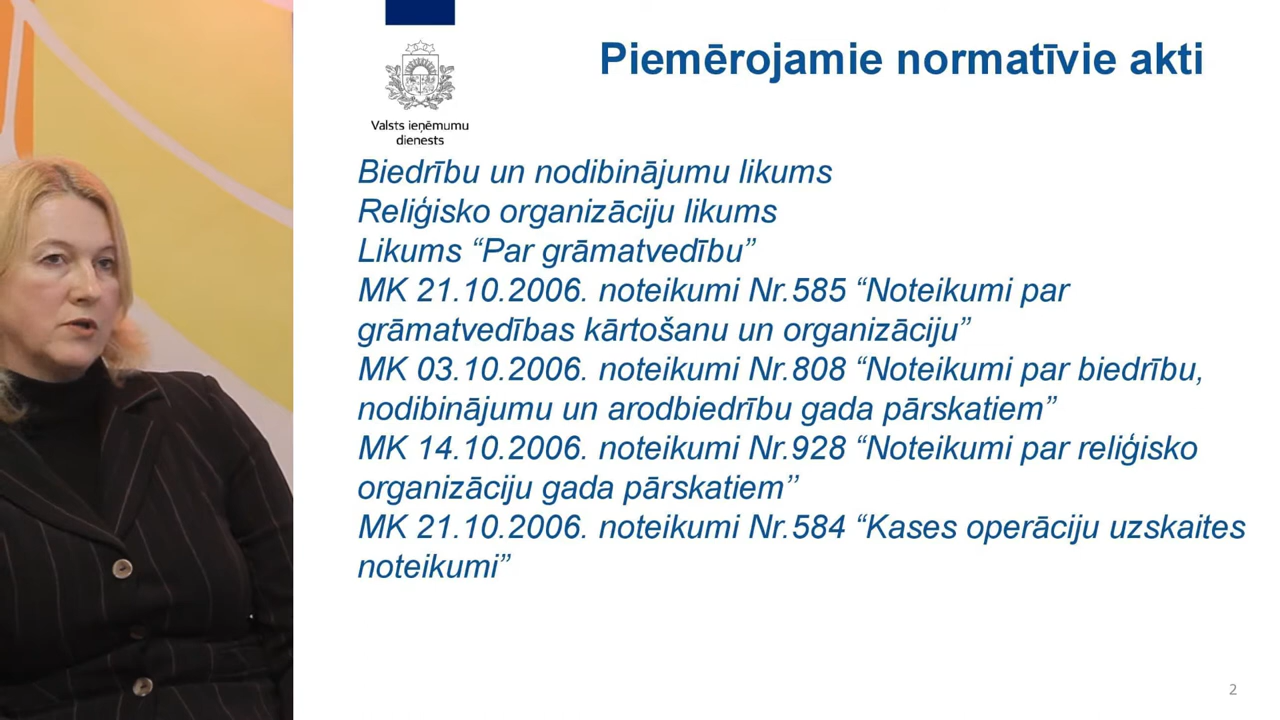 Piemērojamie normatīvie akti
Valsts ieņēmumu
dienests
Biedrību un nodibinājumu likums
Reliģisko organizāciju likums
Likums “Par grāmatvedību”
MK 21.10.2006. noteikumi Nr.585 “Noteikumi par
grāmatvedības kārtošanu un organizāciju”
MK 03.10.2006. noteikumi Nr.808 “Noteikumi par biedrību,
nodibinājumu un arodbiedrību gada pārskatiem”
MK 14.10.2006. noteikumi Nr.928 “Noteikumi par reliģisko
organizāciju gada pārskatiem’’
MK 21.10.2006. noteikumi Nr.584 “Kases operāciju uzskaites
noteikumi”
2